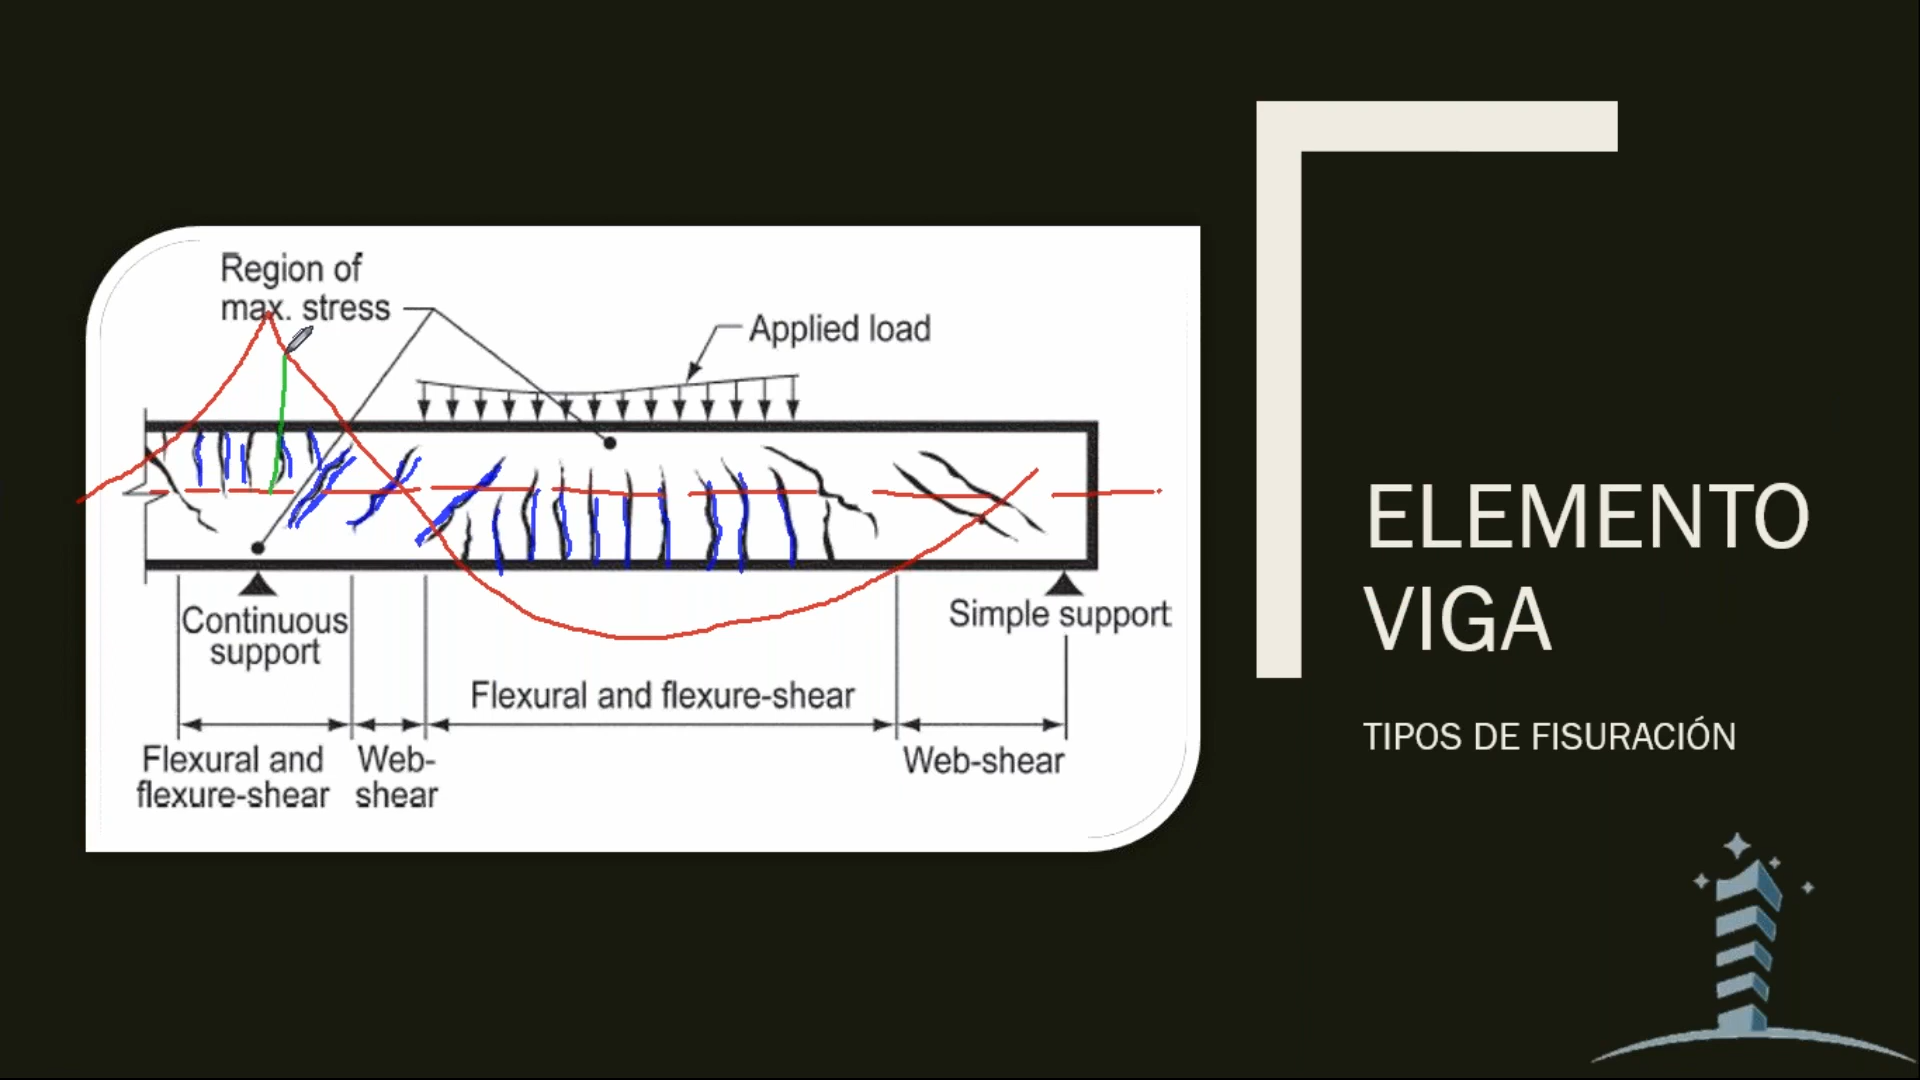 Region of
max. stress
Applied load
Continuous
support
Simple support
Flexural and flexure-shear
Flexural and
flexure-shear
Web-
shear
Web-shear
ELEMENTO
VIGA
TIPOS DE FISURACIÓN